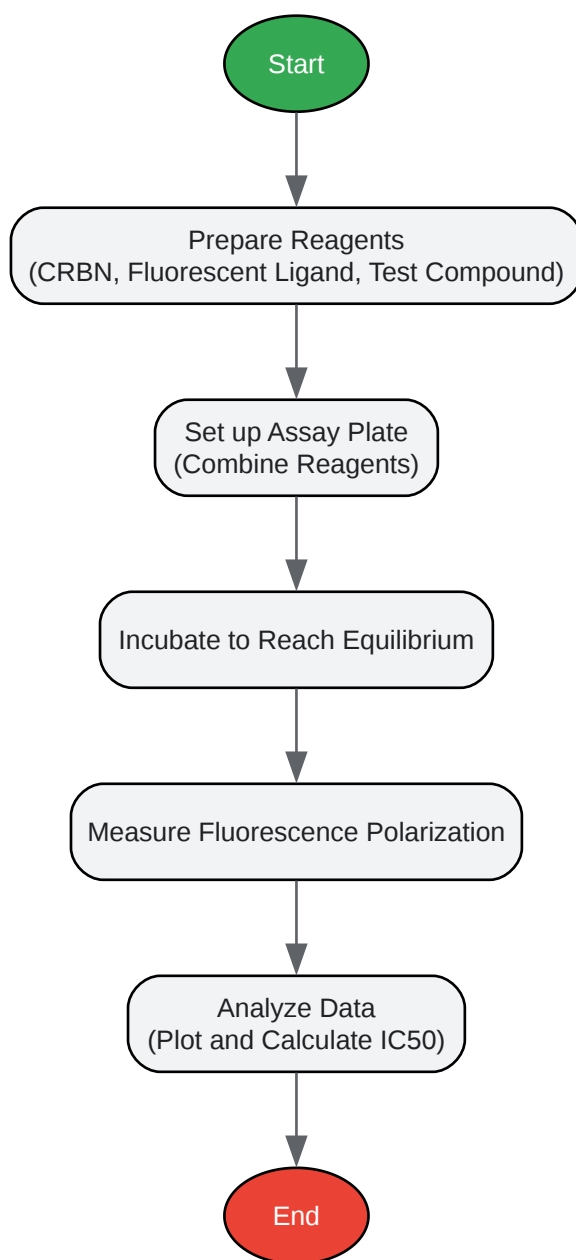 Start
Prepare Reagents
(CRBN, Fluorescent Ligand, Test Compound)
Set up Assay Plate
(Combine Reagents)
Incubate to Reach Equilibrium
Measure Fluorescence Polarization
Analyze Data
(Plot and Calculate IC50)
End